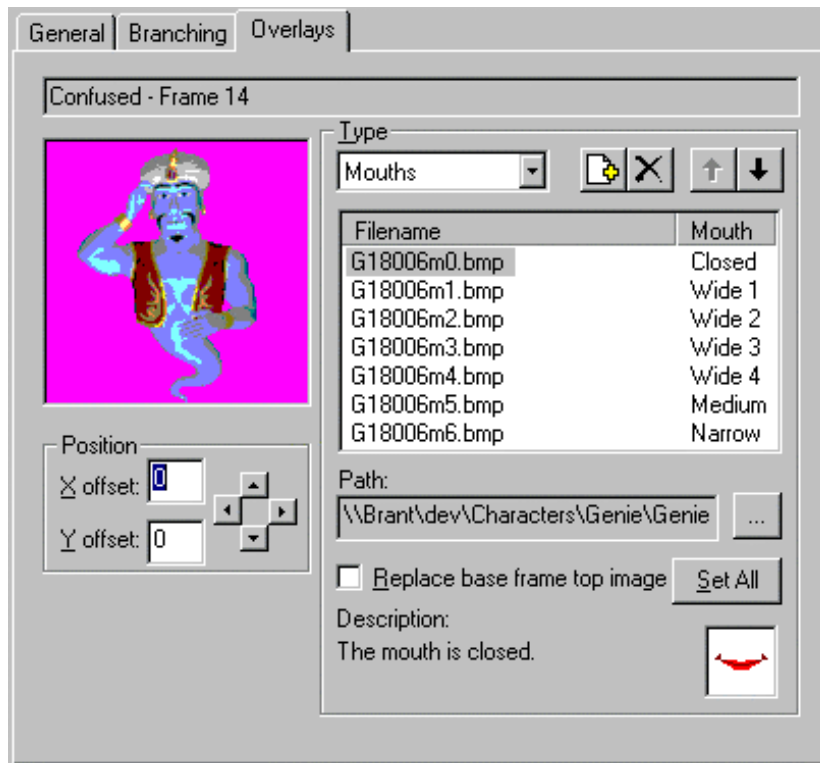 General Branching Overlays
Confused - Frame 14
Type
Mouths
Filename Mouth
G18006m0.bmp Closed
G18006m1.bmp Wide 1
G18006m2.bmp Wide 2
G18006m3.bmp Wide 3
G18006m4.bmp Wide 4
G18006m5.bmp Medium
G18006m6.bmp Narrow
Position
X offset: 0
Y offset: 0
Path:
\\Brant\dev\Characters\Genie\Genie ...
Replace base frame top image Set All
Description:
The mouth is closed.